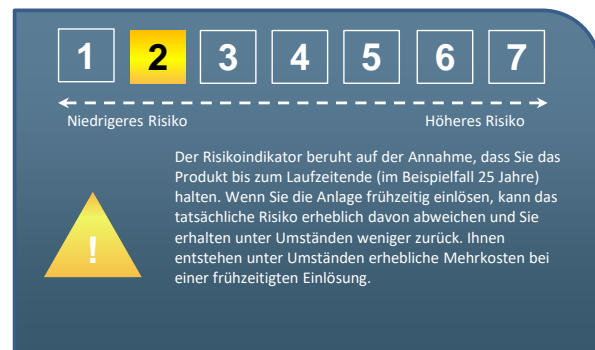 1 2 3 4 5 6 7
Niedrigeres Risiko Höheres Risiko
Der Risikoindikator beruht auf der Annahme, dass Sie das
Produkt bis zum Laufzeitende (im Beispielfall 25 Jahre)
halten. Wenn Sie die Anlage frühzeitig einlösen, kann das
tatsächliche Risiko erheblich davon abweichen und Sie
erhalten unter Umständen weniger zurück. Ihnen
entstehen unter Umständen erhebliche Mehrkosten bei
einer frühzeitigten Einlösung.
!